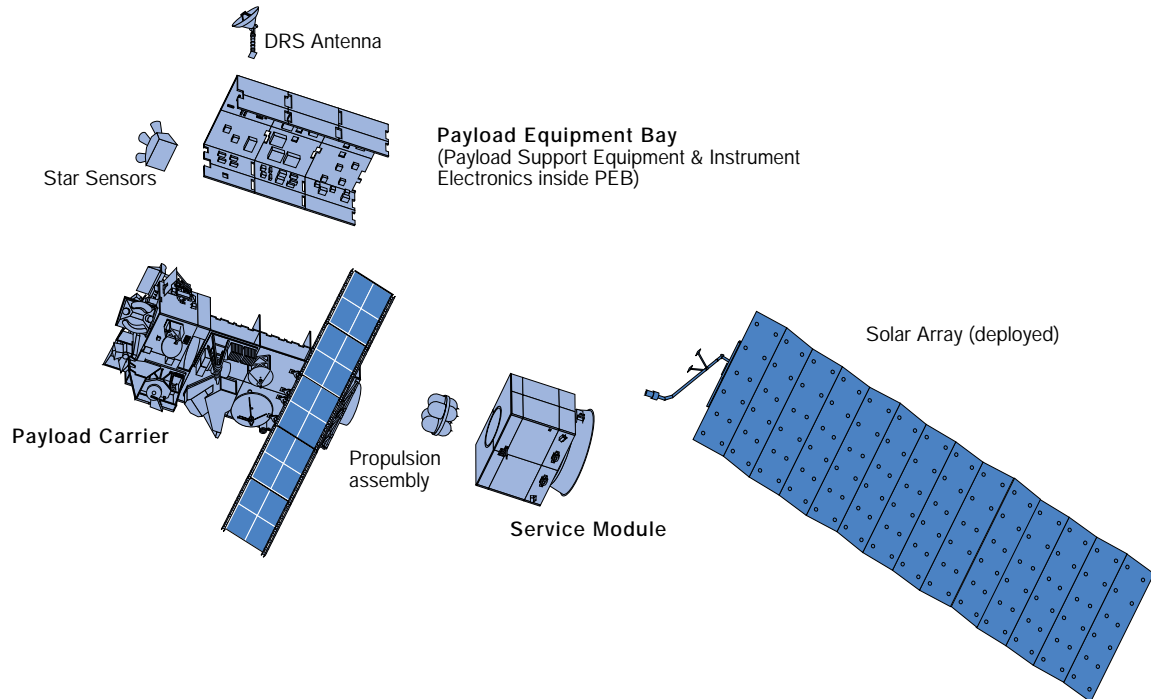 DRS Antenna
Payload Equipment Bay
(Payload Support Equipment & Instrument
Electronics inside PEB)
Star Sensors
Solar Array (deployed)
Payload Carrier
Propulsion
assembly
Service Module